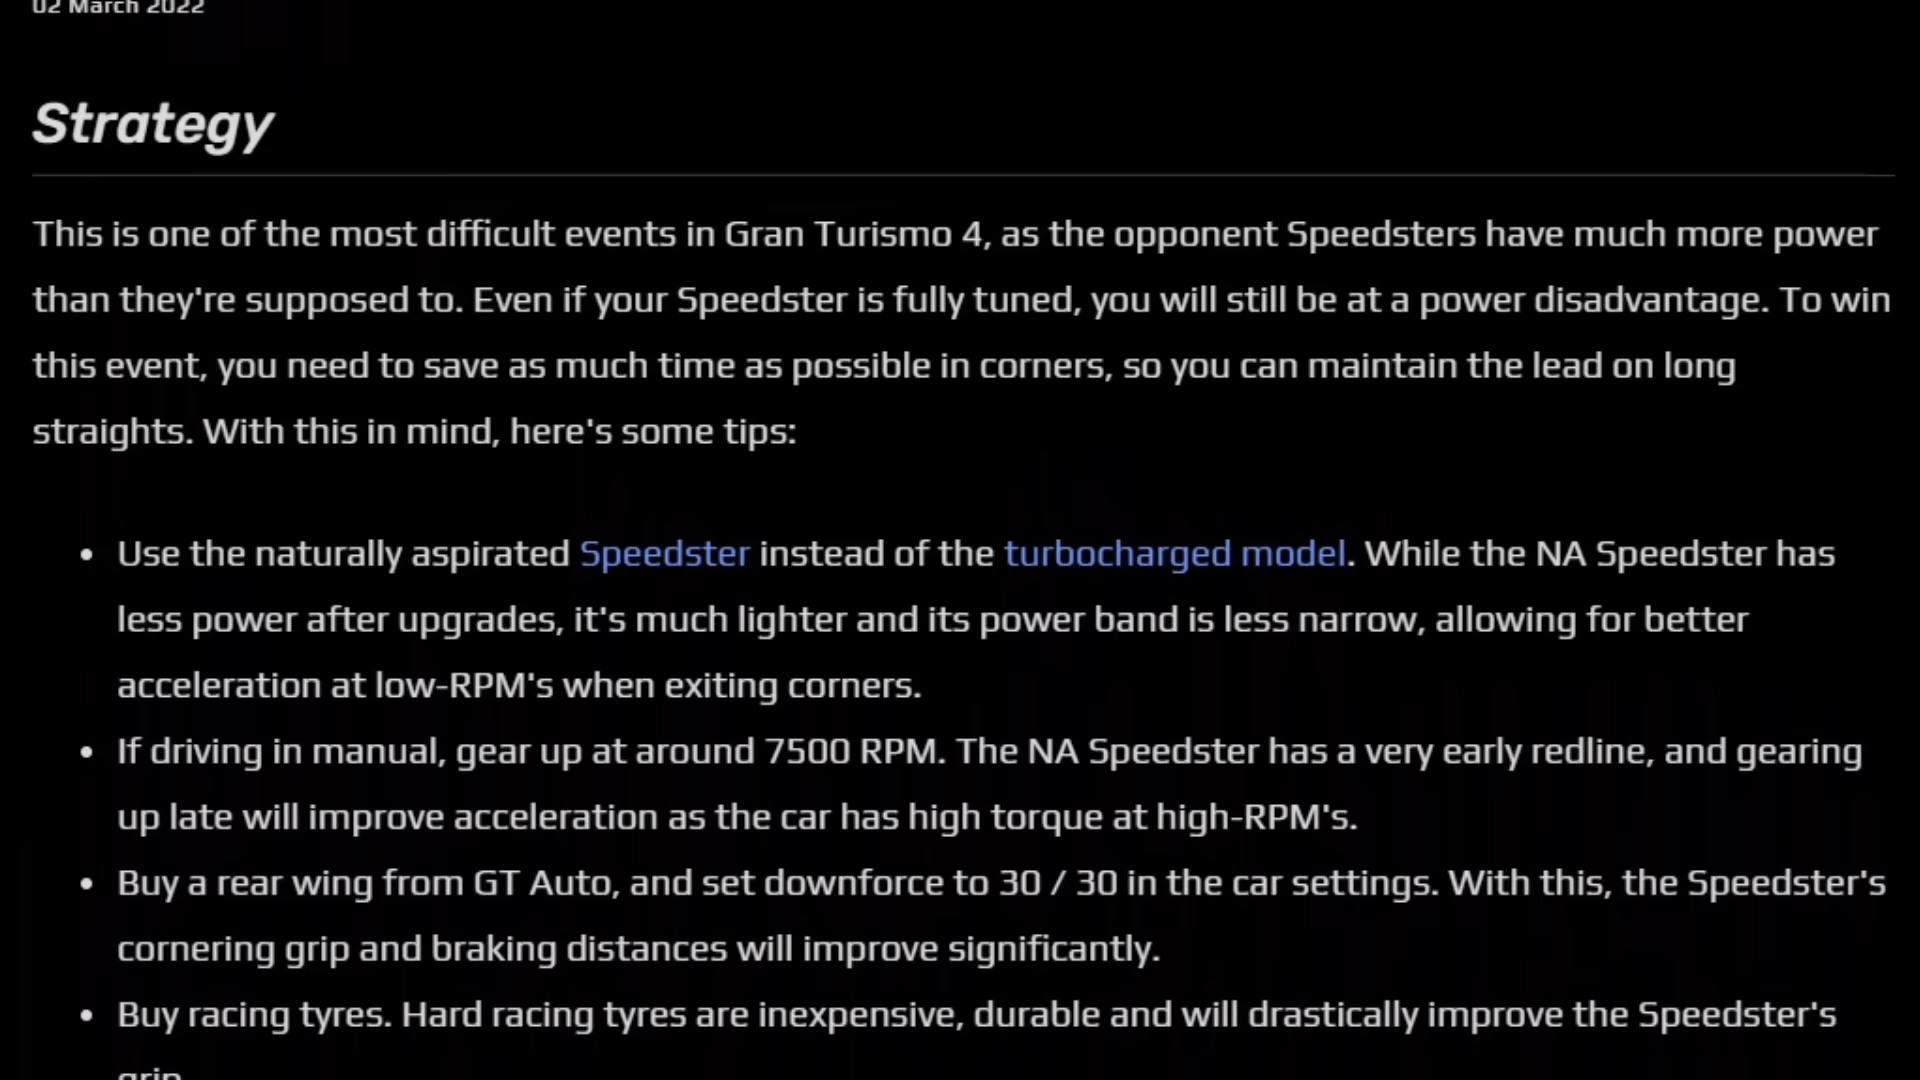 02 March 2022
Strategy
This is one of the most difficult events in Gran Turismo 4, as the opponent Speedsters have much more power
than they're supposed to. Even if your Speedster is fully tuned, you will still be at a power disadvantage. To win
this event, you need to save as much time as possible in corners, so you can maintain the lead on long
straights. With this in mind, here's some tips:
• Use the naturally aspirated Speedster instead of the turbocharged model. While the NA Speedster has
less power after upgrades, it's much lighter and its power band is less narrow, allowing for better
acceleration at low-RPM's when exiting corners.
• If driving in manual, gear up at around 7500 RPM. The NA Speedster has a very early redline, and gearing
up late will improve acceleration as the car has high torque at high-RPM's.
• Buy a rear wing from GT Auto, and set downforce to 30 / 30 in the car settings. With this, the Speedster's
cornering grip and braking distances will improve significantly.
• Buy racing tyres. Hard racing tyres are inexpensive, durable and will drastically improve the Speedster's
grip.